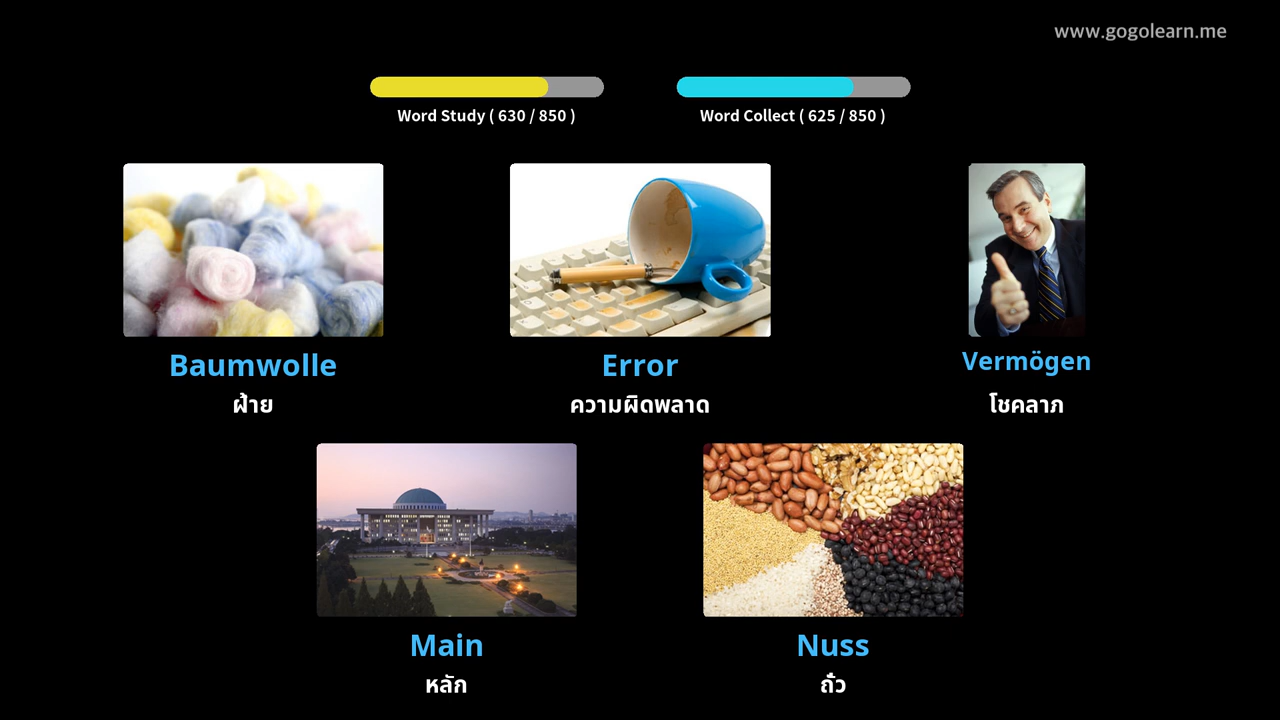 www.gogolearn.me
Word Study ( 630 / 850 )
Word Collect ( 625 / 850 )
Baumwolle
Error
Vermögen
ฝ้าย
ความผิดพลาด
โชคลาภ
Main
Nuss
หลัก
ถั่ว